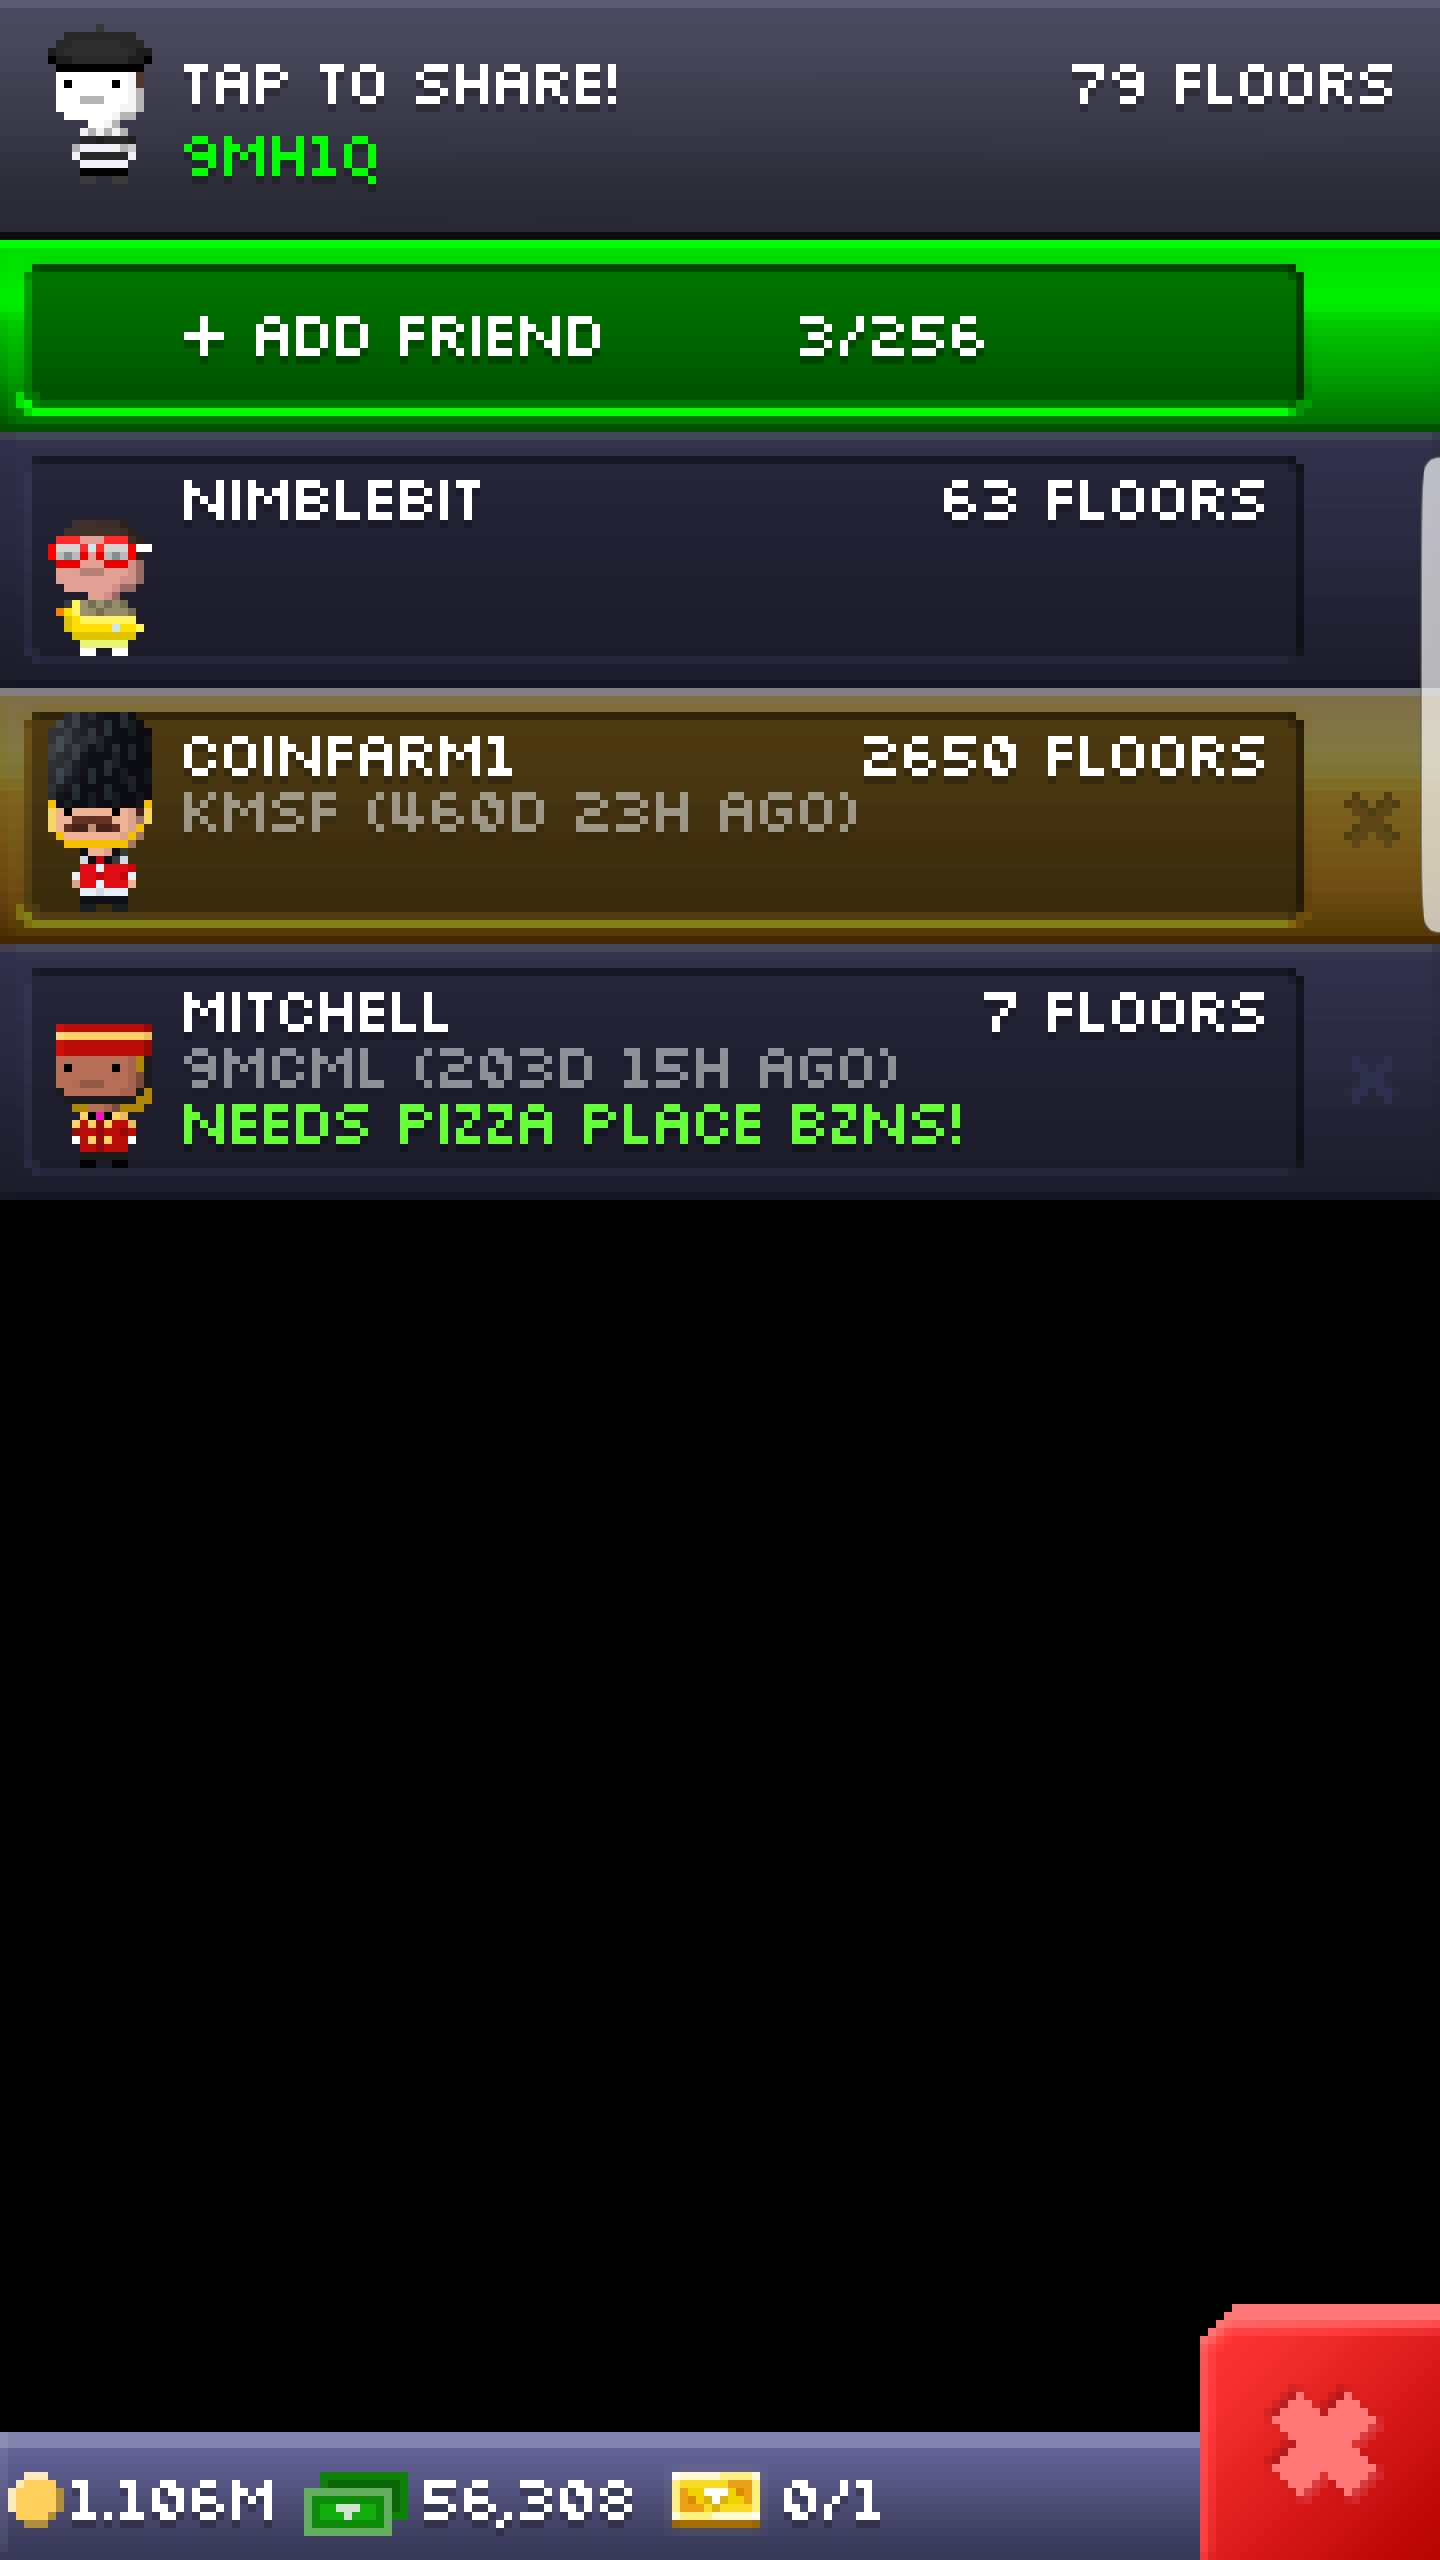 TAP TO SHARE! 79 FLOORS
9MH1Q
+ ADD FRIEND 3/256
NIMBLEBIT 63 FLOORS
COINFARM1 2650 FLOORS
KMSF (460D 23H AGO)
MITCHELL 7 FLOORS
9MCML (203D 15H AGO)
NEEDS PIZZA PLACE BZNS!
1.106M 56,308 0/1